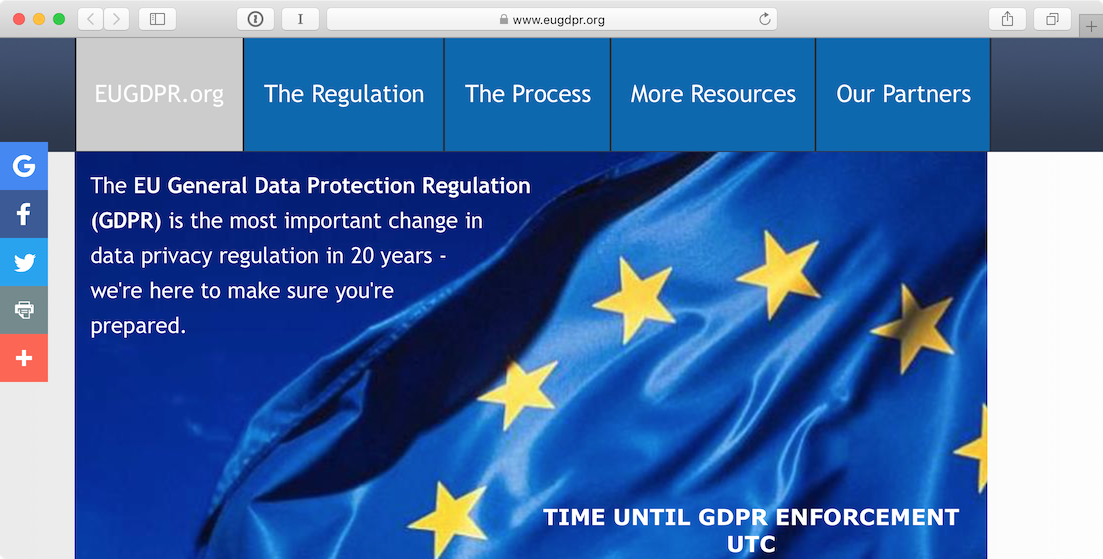 www.eugdpr.org
EUGDPR.org
The Regulation
The Process
More Resources
Our Partners
The EU General Data Protection Regulation
(GDPR) is the most important change in
data privacy regulation in 20 years -
we're here to make sure you're
prepared.
TIME UNTIL GDPR ENFORCEMENT
UTC